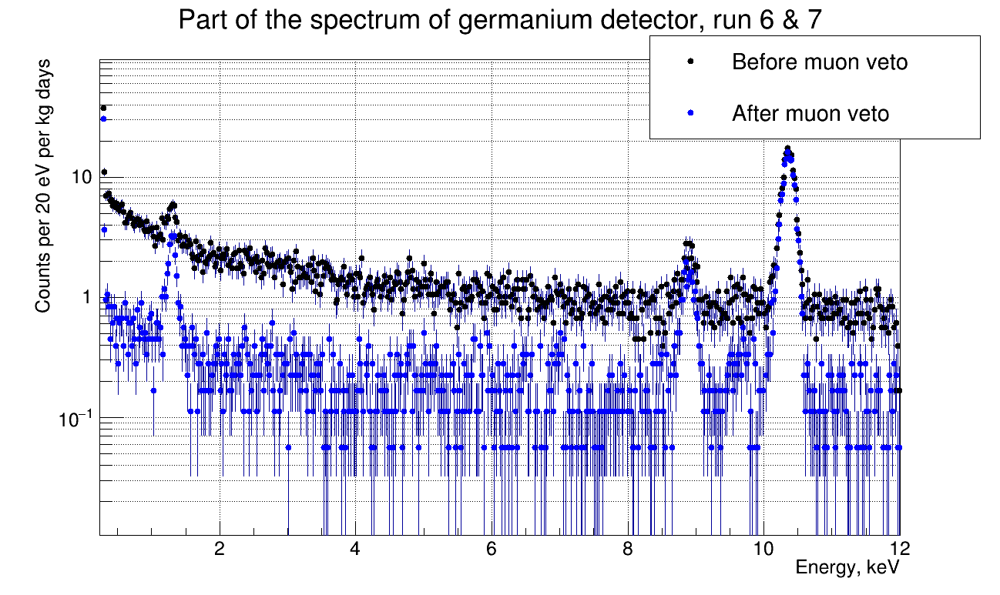 Part of the spectrum of germanium detector, run 6 & 7
Before muon veto
After muon veto
Counts per 20 eV per kg days
10
1
10⁻¹
2 4 6 8 10 12
Energy, keV